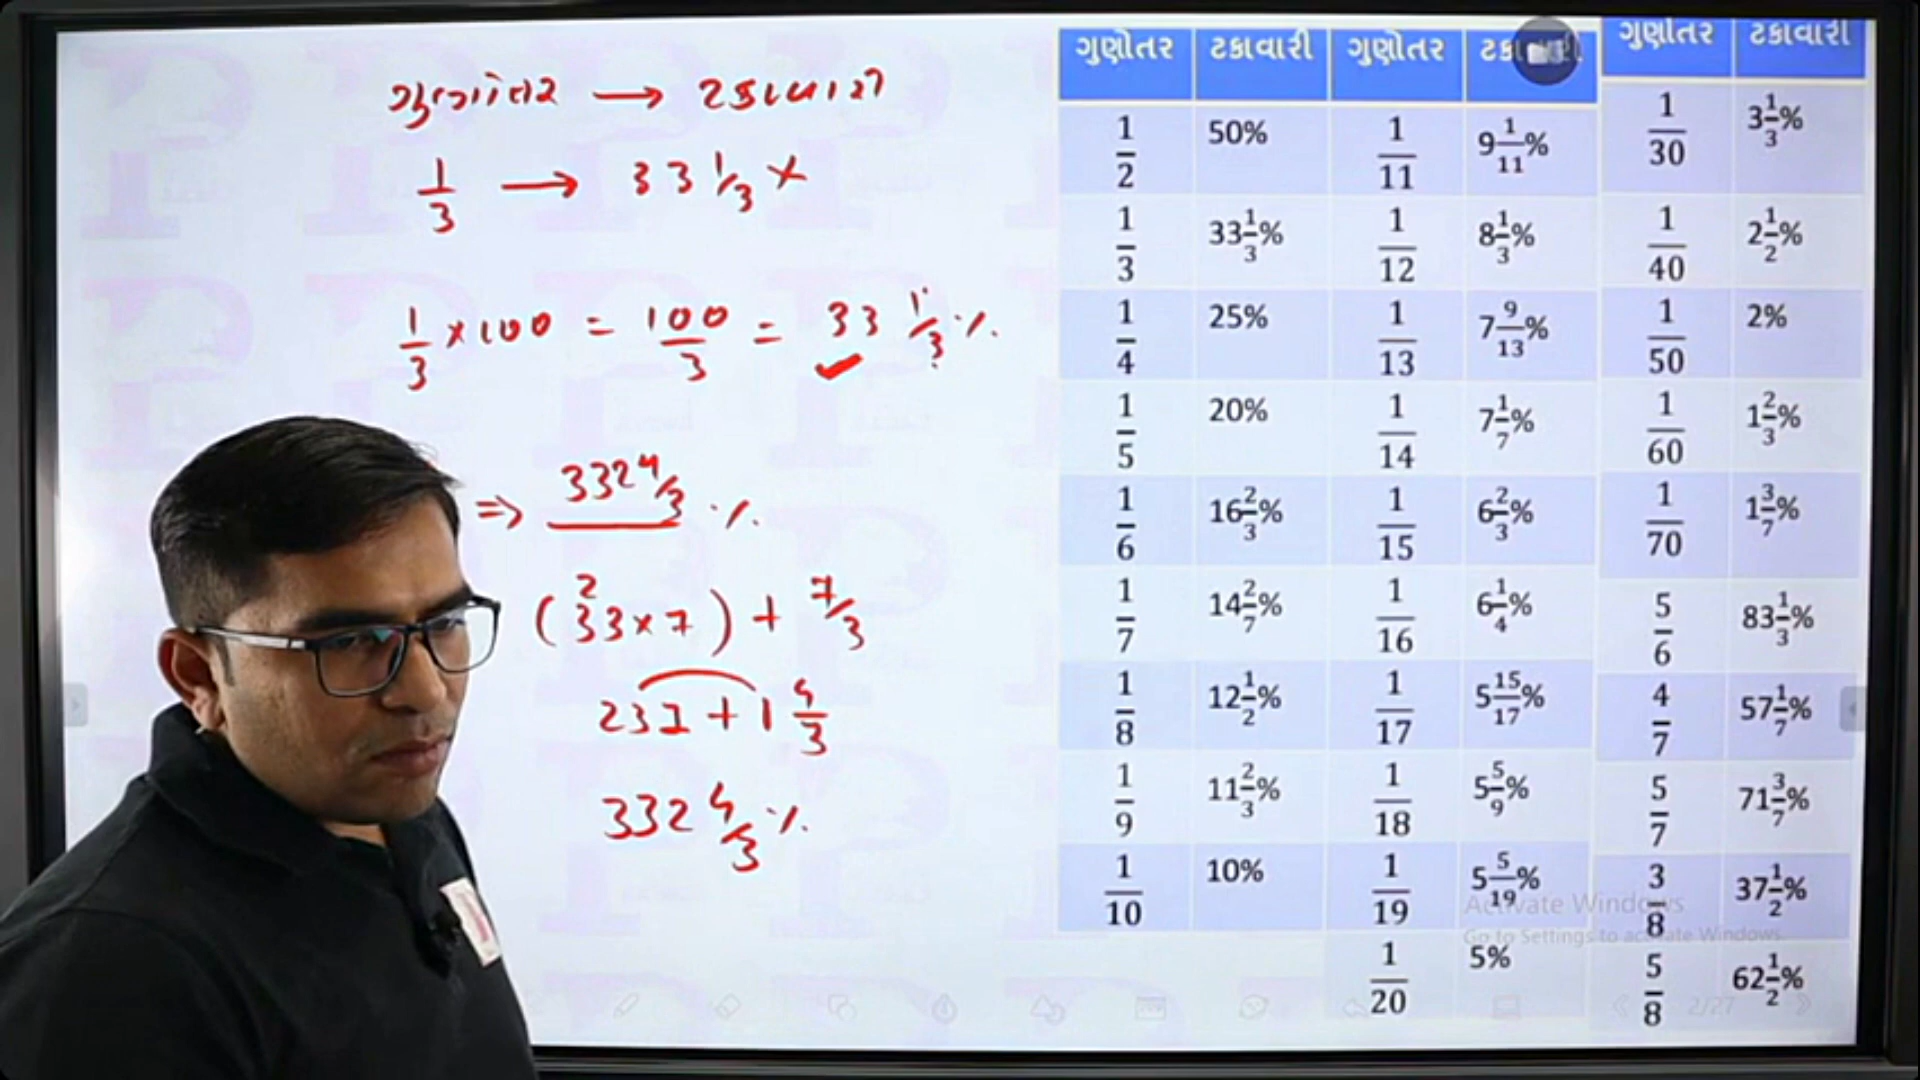 ગુણોતર → ટકાવારી
1/3 → 33 1/3 %
1/3 × 100 = 100/3 = 33 1/3 %
⇒ 332 4/3 %
(33 × 7) + 7/3
2
231 + 1 4/3
332 4/3 %
ગુણોતર ટકાવારી ગુણોતર ગુણોતર ટકાવારી
1/2 50% 1/11 9 1/11% 1/30 3 1/3%
1/3 33 1/3% 1/12 8 1/3% 1/40 2 1/2%
1/4 25% 1/13 7 9/13% 1/50 2%
1/5 20% 1/14 7 1/7% 1/60 1 2/3%
1/6 16 2/3% 1/15 6 2/3% 1/70 1 3/7%
1/7 14 2/7% 1/16 6 1/4% 5/6 83 1/3%
1/8 12 1/2% 1/17 5 15/17% 4/7 57 1/7%
1/9 11 2/3% 1/18 5 5/9% 5/7 71 3/7%
1/10 10% 1/19 5 5/19% 3/8 37 1/2%
1/20 5% 5/8 62 1/2%
Activate Windows
Go to Settings to activate Windows.
2/27